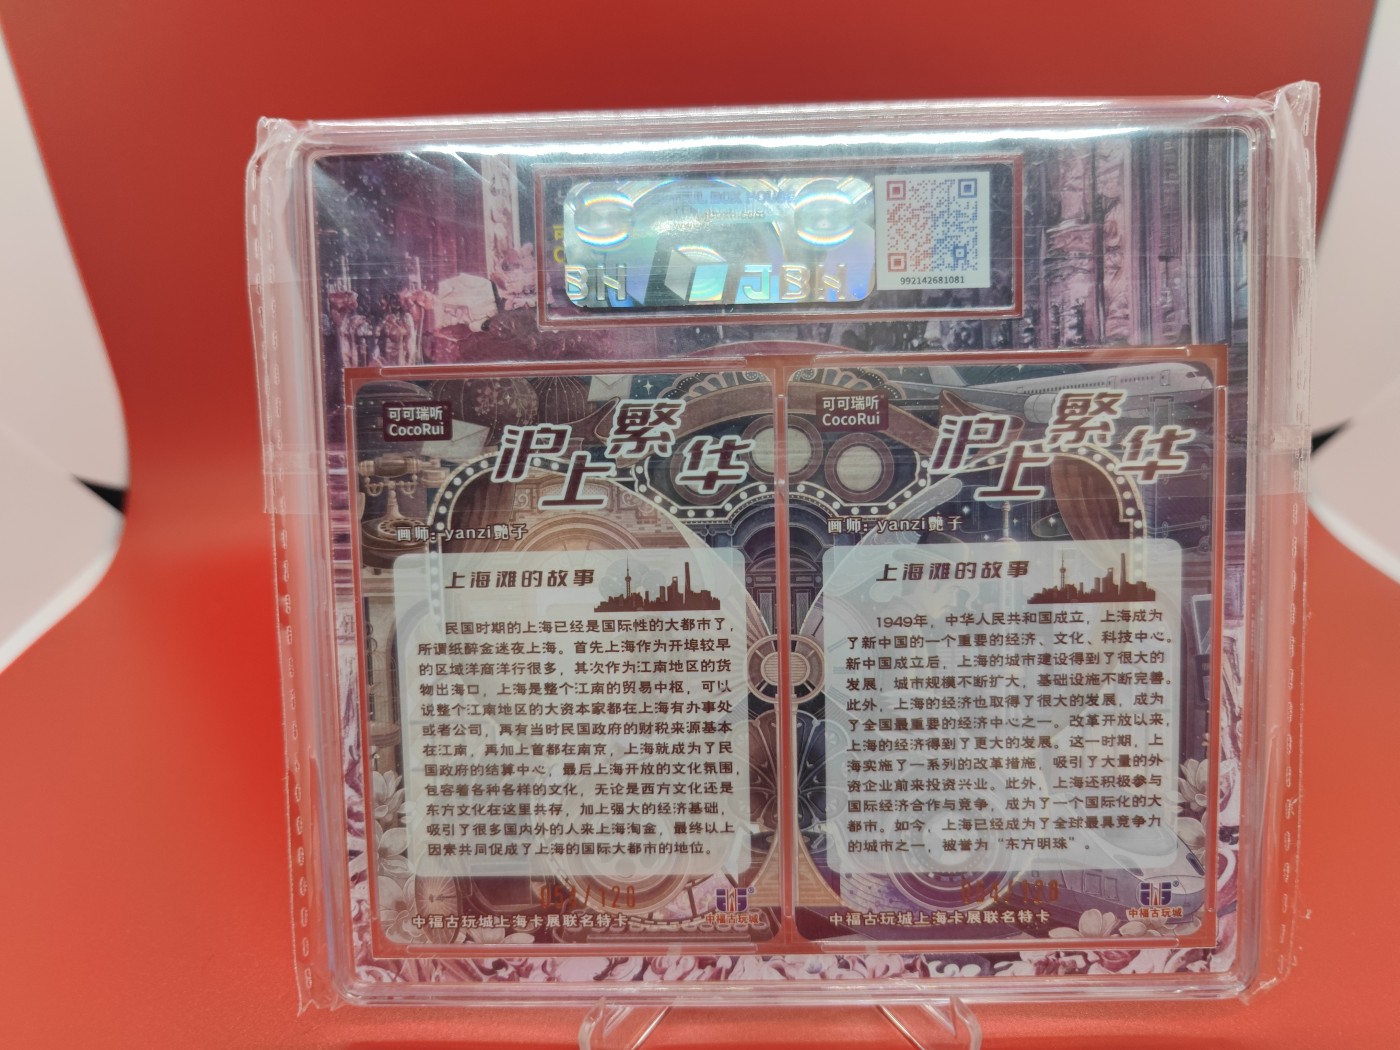 BH
JBH
992142681081
可可瑞听
CocoRui
沪上繁华
画师：yanzi艷子
上海滩的故事
民国时期的上海已经是国际性的大都市了，
所谓纸醉金迷夜上海。首先上海作为开埠较早
的区域洋商洋行很多，其次作为江南地区的货
物出海口，上海是整个江南的贸易中枢，可以
说整个江南地区的大资本家都在上海有办事处
或者公司，再有当时民国政府的财税来源基本
在江南，再加上首都在南京，上海就成为了民
国政府的结算中心，最后上海开放的文化氛围，
包容着各种各样的文化，无论是西方文化还是
东方文化在这里共存，加上强大的经济基础，
吸引了很多国内外的人来上海淘金，最终以上
因素共同促成了上海的国际大都市的地位。
中福古玩城上海卡展联名特卡
中福古玩城
可可瑞听
CocoRui
沪上繁华
画师：yanzi艷子
上海滩的故事
1949年，中华人民共和国成立，上海成为
了新中国的一个重要的经济、文化、科技中心。
新中国成立后，上海的城市建设得到了很大的
发展，城市规模不断扩大，基础设施不断完善。
此外，上海的经济也取得了很大的发展，成为
了全国最重要的经济中心之一。改革开放以来，
上海的经济得到了更大的发展。这一时期，上
海实施了一系列的改革措施，吸引了大量的外
资企业前来投资兴业。此外，上海还积极参与
国际经济合作与竞争，成为了一个国际化的大
都市。如今，上海已经成为了全球最具竞争力
的城市之一，被誉为“东方明珠”。
中福古玩城上海卡展联名特卡
中福古玩城